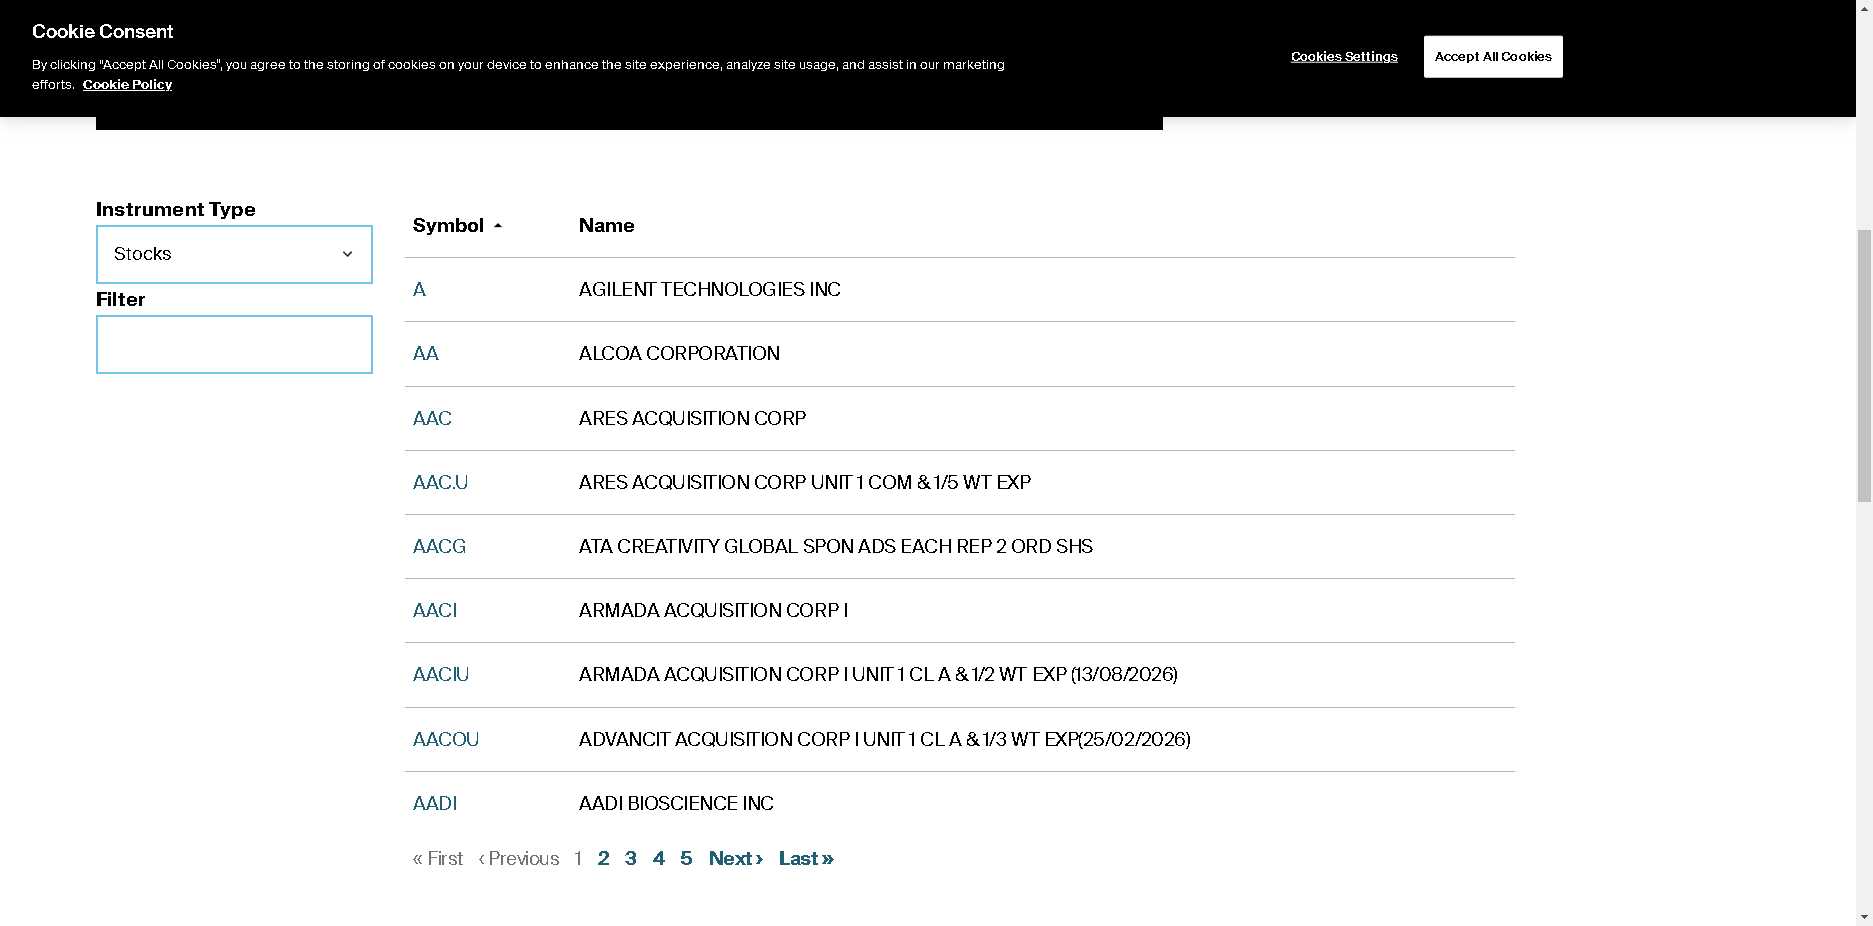 Cookie Consent
By clicking "Accept All Cookies", you agree to the storing of cookies on your device to enhance the site experience, analyze site usage, and assist in our marketing
efforts. Cookie Policy
Cookies Settings
Accept All Cookies
Instrument Type
Stocks
Filter
Symbol Name
A AGILENT TECHNOLOGIES INC
AA ALCOA CORPORATION
AAC ARES ACQUISITION CORP
AAC.U ARES ACQUISITION CORP UNIT 1 COM & 1/5 WT EXP
AACG ATA CREATIVITY GLOBAL SPON ADS EACH REP 2 ORD SHS
AACI ARMADA ACQUISITION CORP I
AACIU ARMADA ACQUISITION CORP I UNIT 1 CL A & 1/2 WT EXP (13/08/2026)
AACOU ADVANCIT ACQUISITION CORP I UNIT 1 CL A & 1/3 WT EXP(25/02/2026)
AADI AADI BIOSCIENCE INC
« First ‹ Previous 1 2 3 4 5 Next › Last »